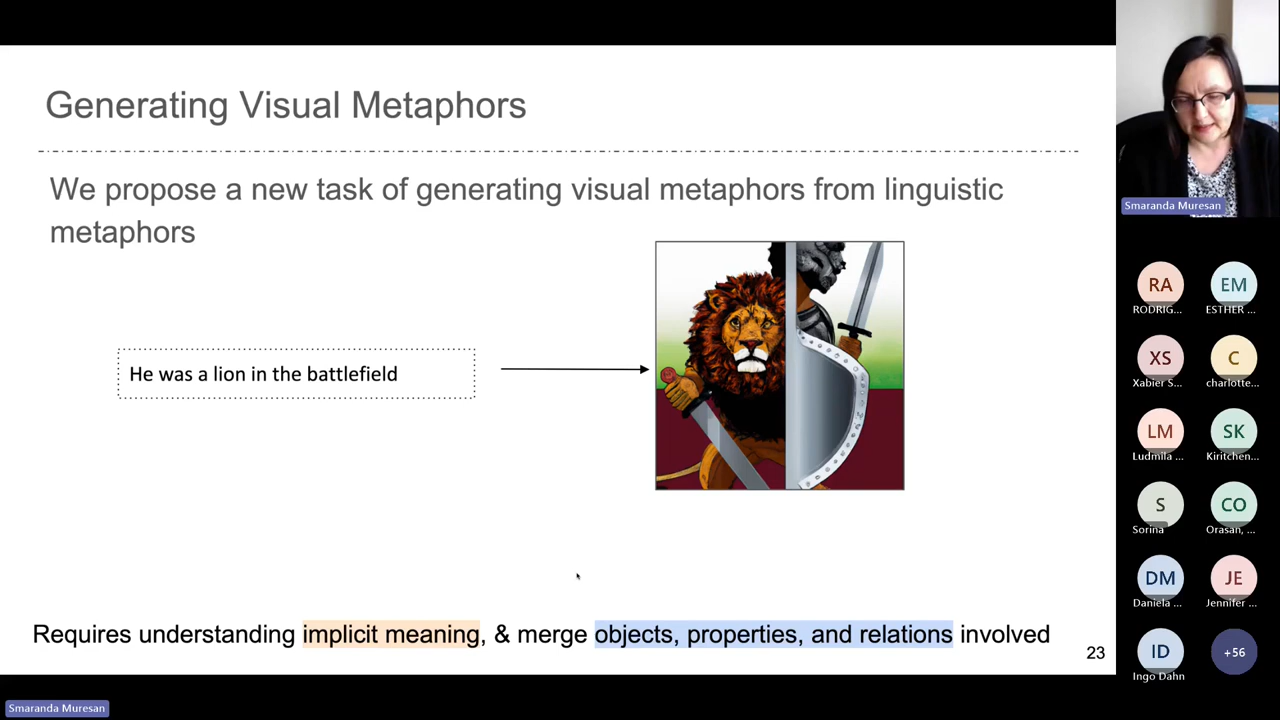 Generating Visual Metaphors
We propose a new task of generating visual metaphors from linguistic
metaphors
He was a lion in the battlefield
Requires understanding implicit meaning, & merge objects, properties, and relations involved
23
Smaranda Muresan
RA
EM
RODRIG...
ESTHER ...
XS
C
Xabier S...
charlotte...
LM
SK
Ludmila ...
Kiritchen...
S
CO
Sorina
Orasan, ...
DM
JE
Daniela ...
Jennifer ...
ID
+56
Ingo Dahn
Smaranda Muresan